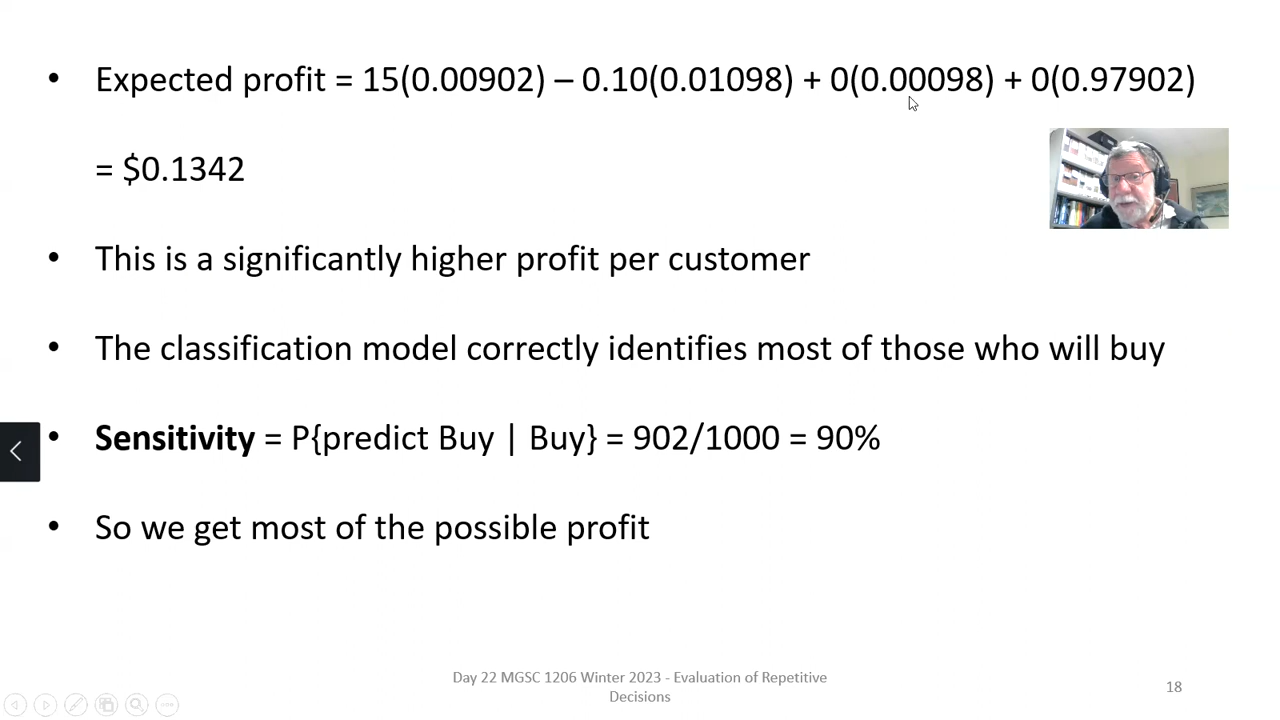 • Expected profit = 15(0.00902) – 0.10(0.01098) + 0(0.00098) + 0(0.97902)
= $0.1342
• This is a significantly higher profit per customer
• The classification model correctly identifies most of those who will buy
• Sensitivity = P{predict Buy | Buy} = 902/1000 = 90%
• So we get most of the possible profit
Day 22 MGSC 1206 Winter 2023 - Evaluation of Repetitive
Decisions
18